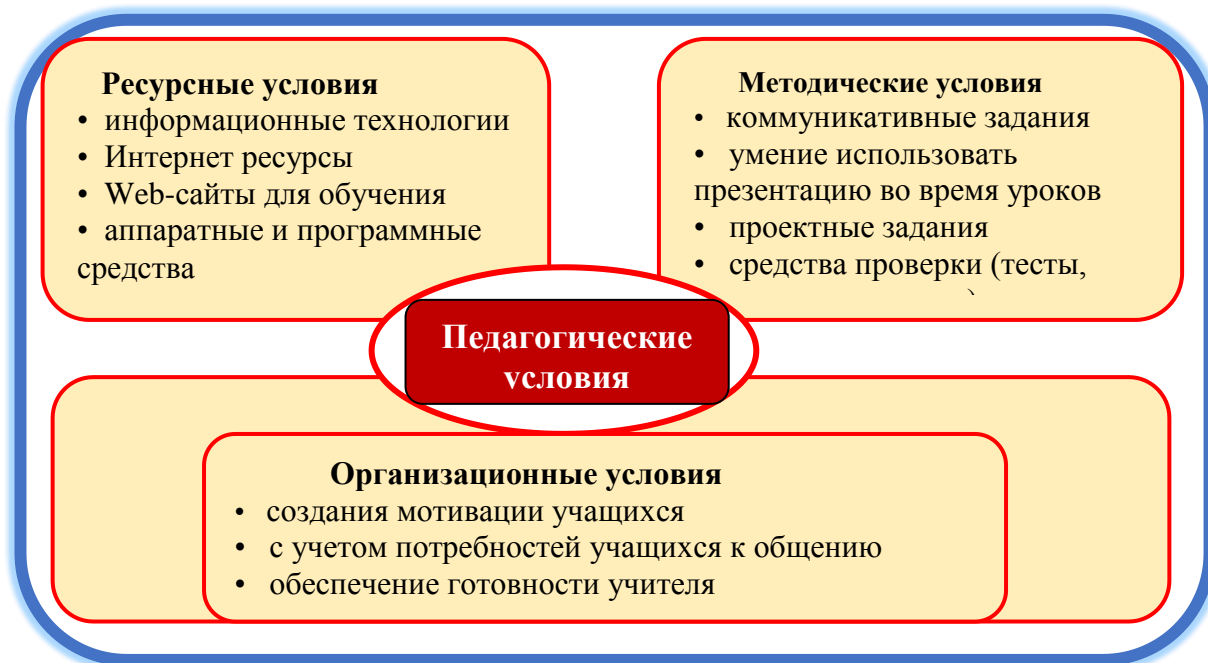 Ресурсные условия
• информационные технологии
• Интернет ресурсы
• Web-сайты для обучения
• аппаратные и программные
средства
Методические условия
• коммуникативные задания
• умение использовать
презентацию во время уроков
• проектные задания
• средства проверки (тесты,
Педагогические
условия
Организационные условия
• создания мотивации учащихся
• с учетом потребностей учащихся к общению
• обеспечение готовности учителя